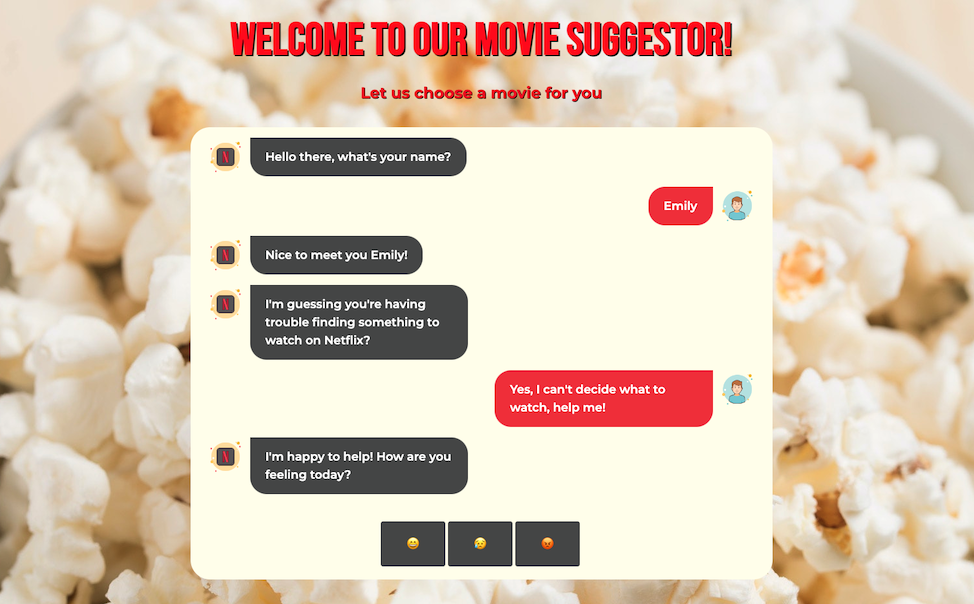 WELCOME TO OUR MOVIE SUGGESTOR!
Let us choose a movie for you
Hello there, what's your name?
Emily
Nice to meet you Emily!
I'm guessing you're having
trouble finding something to
watch on Netflix?
Yes, I can't decide what to
watch, help me!
I'm happy to help! How are you
feeling today?